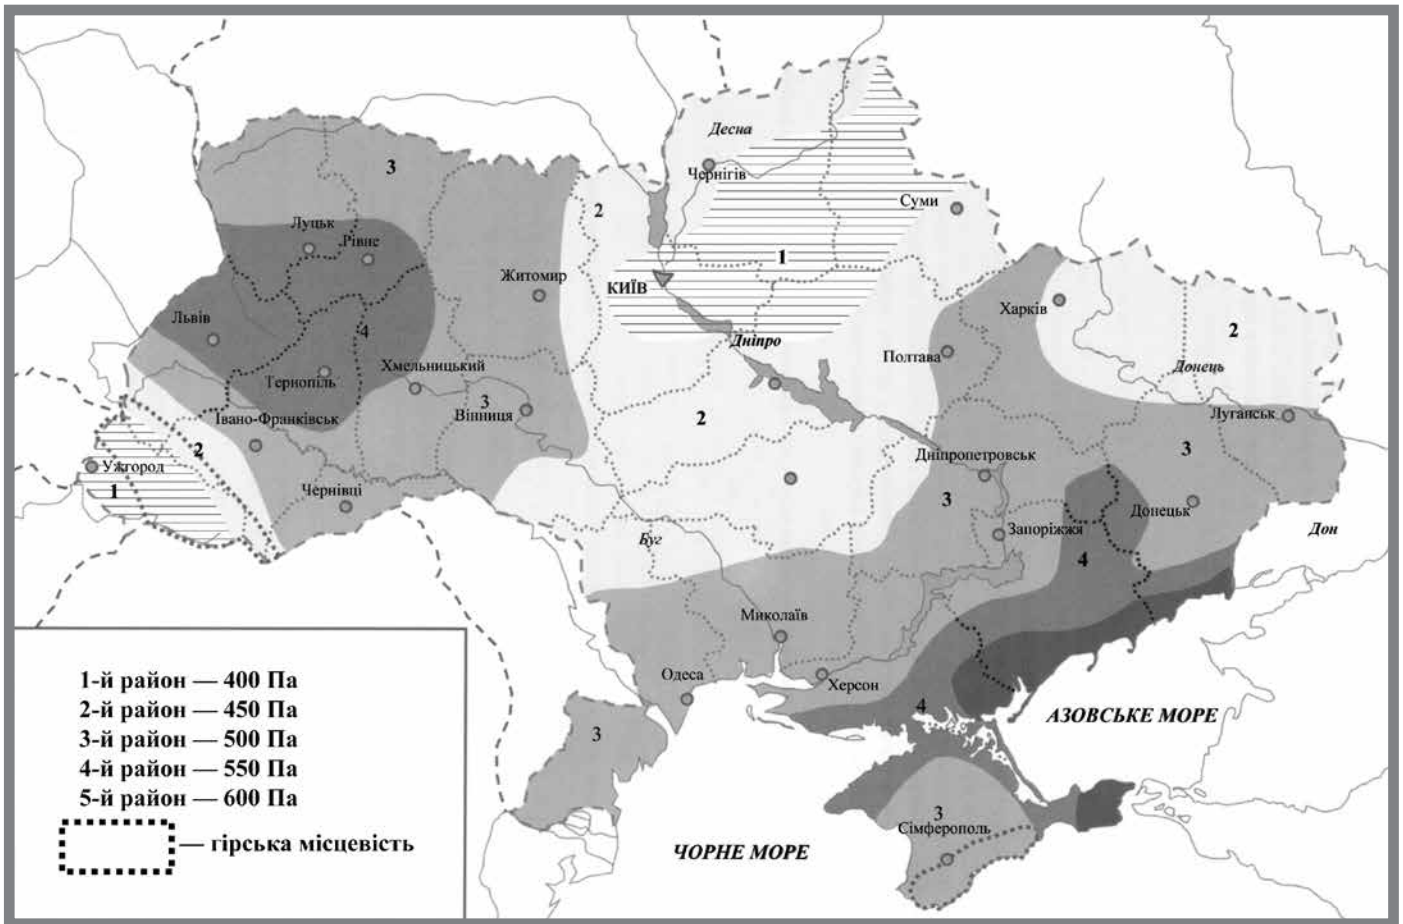 Десна
3
Чернігів
Суми
2
Луцьк
Рівне
1
Житомир
КИЇВ
Харків
Львів
4
Дніпро
2
Полтава
Донець
Тернопіль
Хмельницький
3
Вінниця
Івано-Франківськ
2
Луганськ
2
3
Ужгород
Дніпропетровськ
1
Чернівці
3
Донецьк
Запоріжжя
Дон
Буг
4
Миколаїв
Одеса
Херсон
4
АЗОВСЬКЕ МОРЕ
3
3
Сімферополь
ЧОРНЕ МОРЕ
1-й район — 400 Па
2-й район — 450 Па
3-й район — 500 Па
4-й район — 550 Па
5-й район — 600 Па
— гірська місцевість